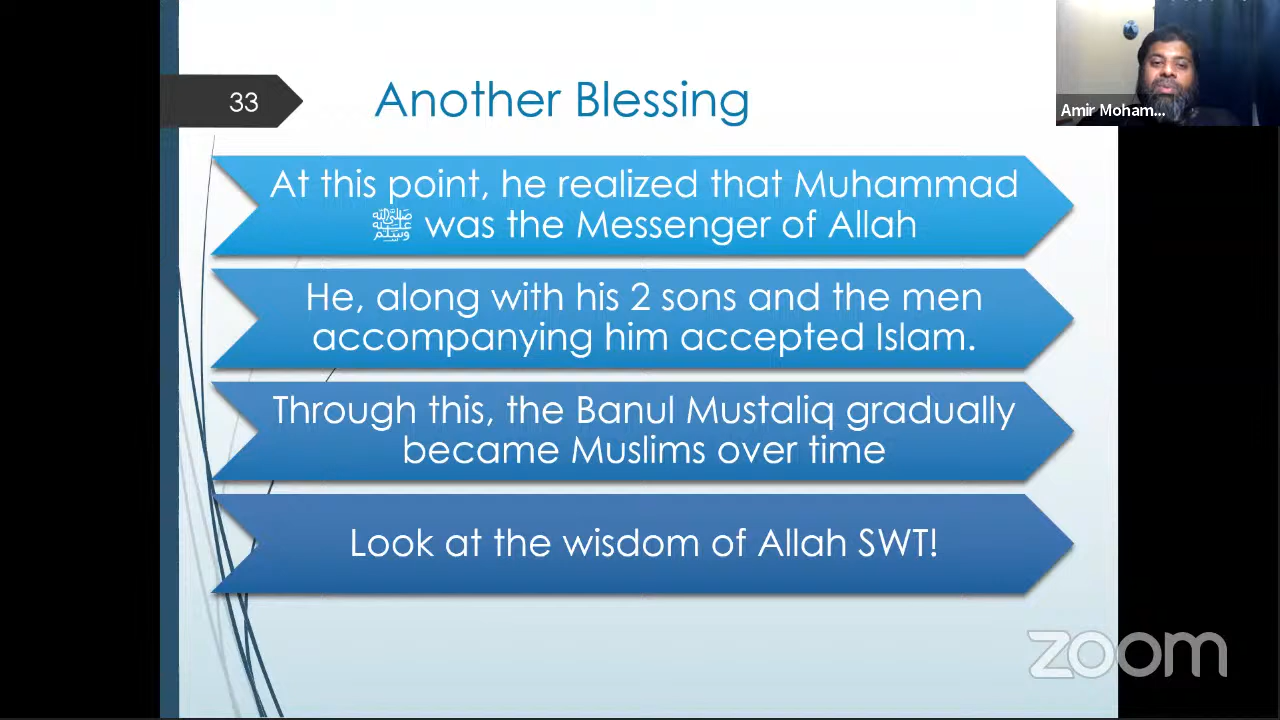 33
Another Blessing
Amir Moham...
At this point, he realized that Muhammad
ﷺ was the Messenger of Allah
He, along with his 2 sons and the men
accompanying him accepted Islam.
Through this, the Banul Mustaliq gradually
became Muslims over time
Look at the wisdom of Allah SWT!
zoom